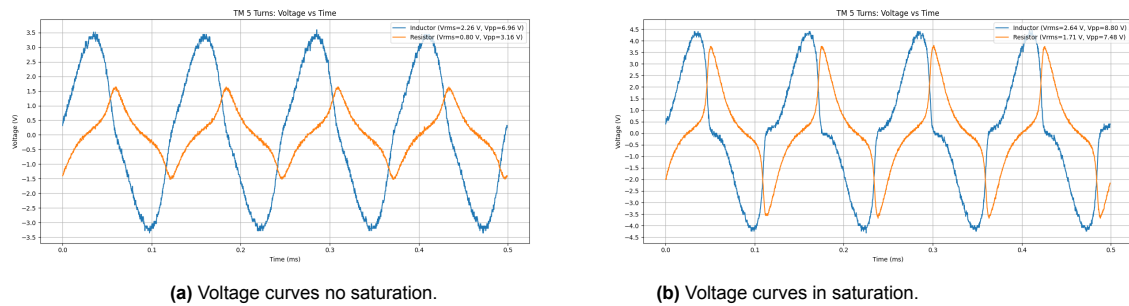 TM 5 Turns: Voltage vs Time
Inductor (Vrms=2.26 V, Vpp=6.96 V)
Resistor (Vrms=0.80 V, Vpp=3.16 V)
3.5
3.0
2.5
2.0
1.5
1.0
0.5
0.0
-0.5
-1.0
-1.5
-2.0
-2.5
-3.0
-3.5
Voltage (V)
0.0 0.1 0.2 0.3 0.4 0.5
Time (ms)
(a) Voltage curves no saturation.
TM 5 Turns: Voltage vs Time
Inductor (Vrms=2.64 V, Vpp=8.80 V)
Resistor (Vrms=1.71 V, Vpp=7.48 V)
4.5
4.0
3.5
3.0
2.5
2.0
1.5
1.0
0.5
0.0
-0.5
-1.0
-1.5
-2.0
-2.5
-3.0
-3.5
-4.0
-4.5
Voltage (V)
0.0 0.1 0.2 0.3 0.4 0.5
Time (ms)
(b) Voltage curves in saturation.